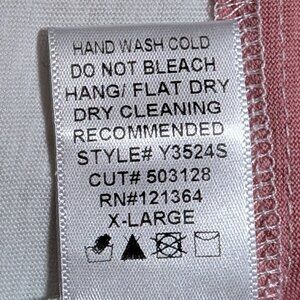 HAND WASH COLD
DO NOT BLEACH
HANG/ FLAT DRY
DRY CLEANING
RECOMMENDED
STYLE# Y3524S
CUT# 503128
RN#121364
X-LARGE